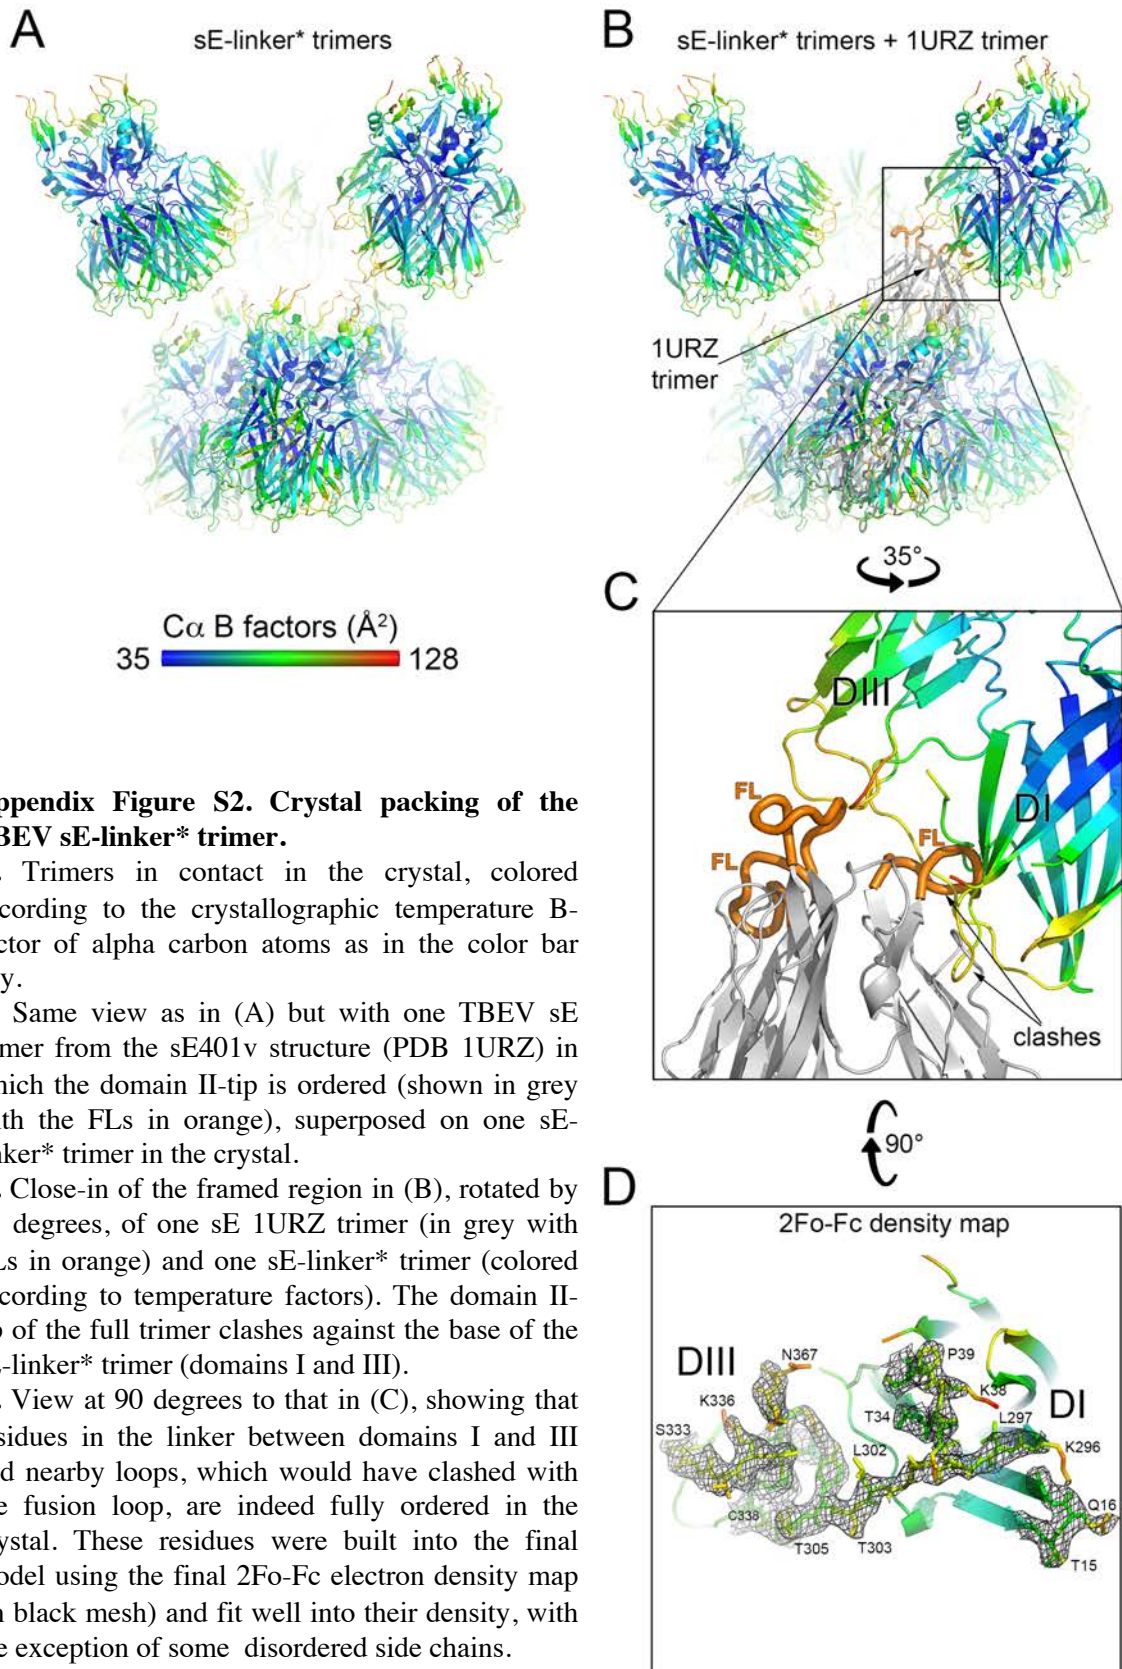 A
sE-linker* trimers
B
sE-linker* trimers + 1URZ trimer
1URZ
trimer
35°
Cα B factors (Å²)
35 128
C
DIII
FL
FL
FL
DI
clashes
90°
ppendix Figure S2. Crystal packing of the
BEV sE-linker* trimer.
. Trimers in contact in the crystal, colored
cording to the crystallographic temperature B-
ctor of alpha carbon atoms as in the color bar
y.
Same view as in (A) but with one TBEV sE
mer from the sE401v structure (PDB 1URZ) in
hich the domain II-tip is ordered (shown in grey
ith the FLs in orange), superposed on one sE-
nker* trimer in the crystal.
. Close-in of the framed region in (B), rotated by
degrees, of one sE 1URZ trimer (in grey with
Ls in orange) and one sE-linker* trimer (colored
cording to temperature factors). The domain II-
p of the full trimer clashes against the base of the
E-linker* trimer (domains I and III).
. View at 90 degrees to that in (C), showing that
sidues in the linker between domains I and III
d nearby loops, which would have clashed with
e fusion loop, are indeed fully ordered in the
ystal. These residues were built into the final
odel using the final 2Fo-Fc electron density map
n black mesh) and fit well into their density, with
e exception of some disordered side chains.
D
2Fo-Fc density map
DIII
N367
P39
K336
K38
DI
T34
L297
S333
L302
K296
Q16
C338
T305
T303
T15